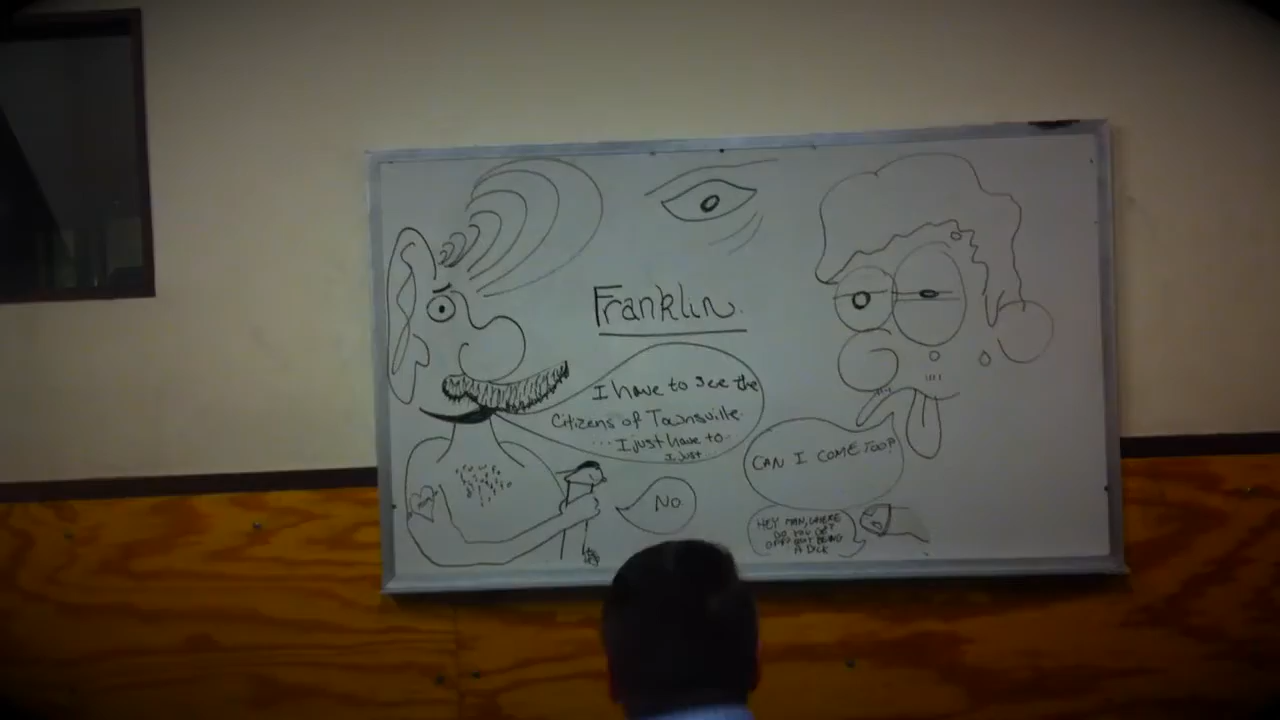 Franklin.
I have to see the
Citizens of Townsville.
... I just have to..
I just...
No
CAN I COME TOO?
HEY MAN, WHERE
DO YOU GET
OFF BEING
A DICK